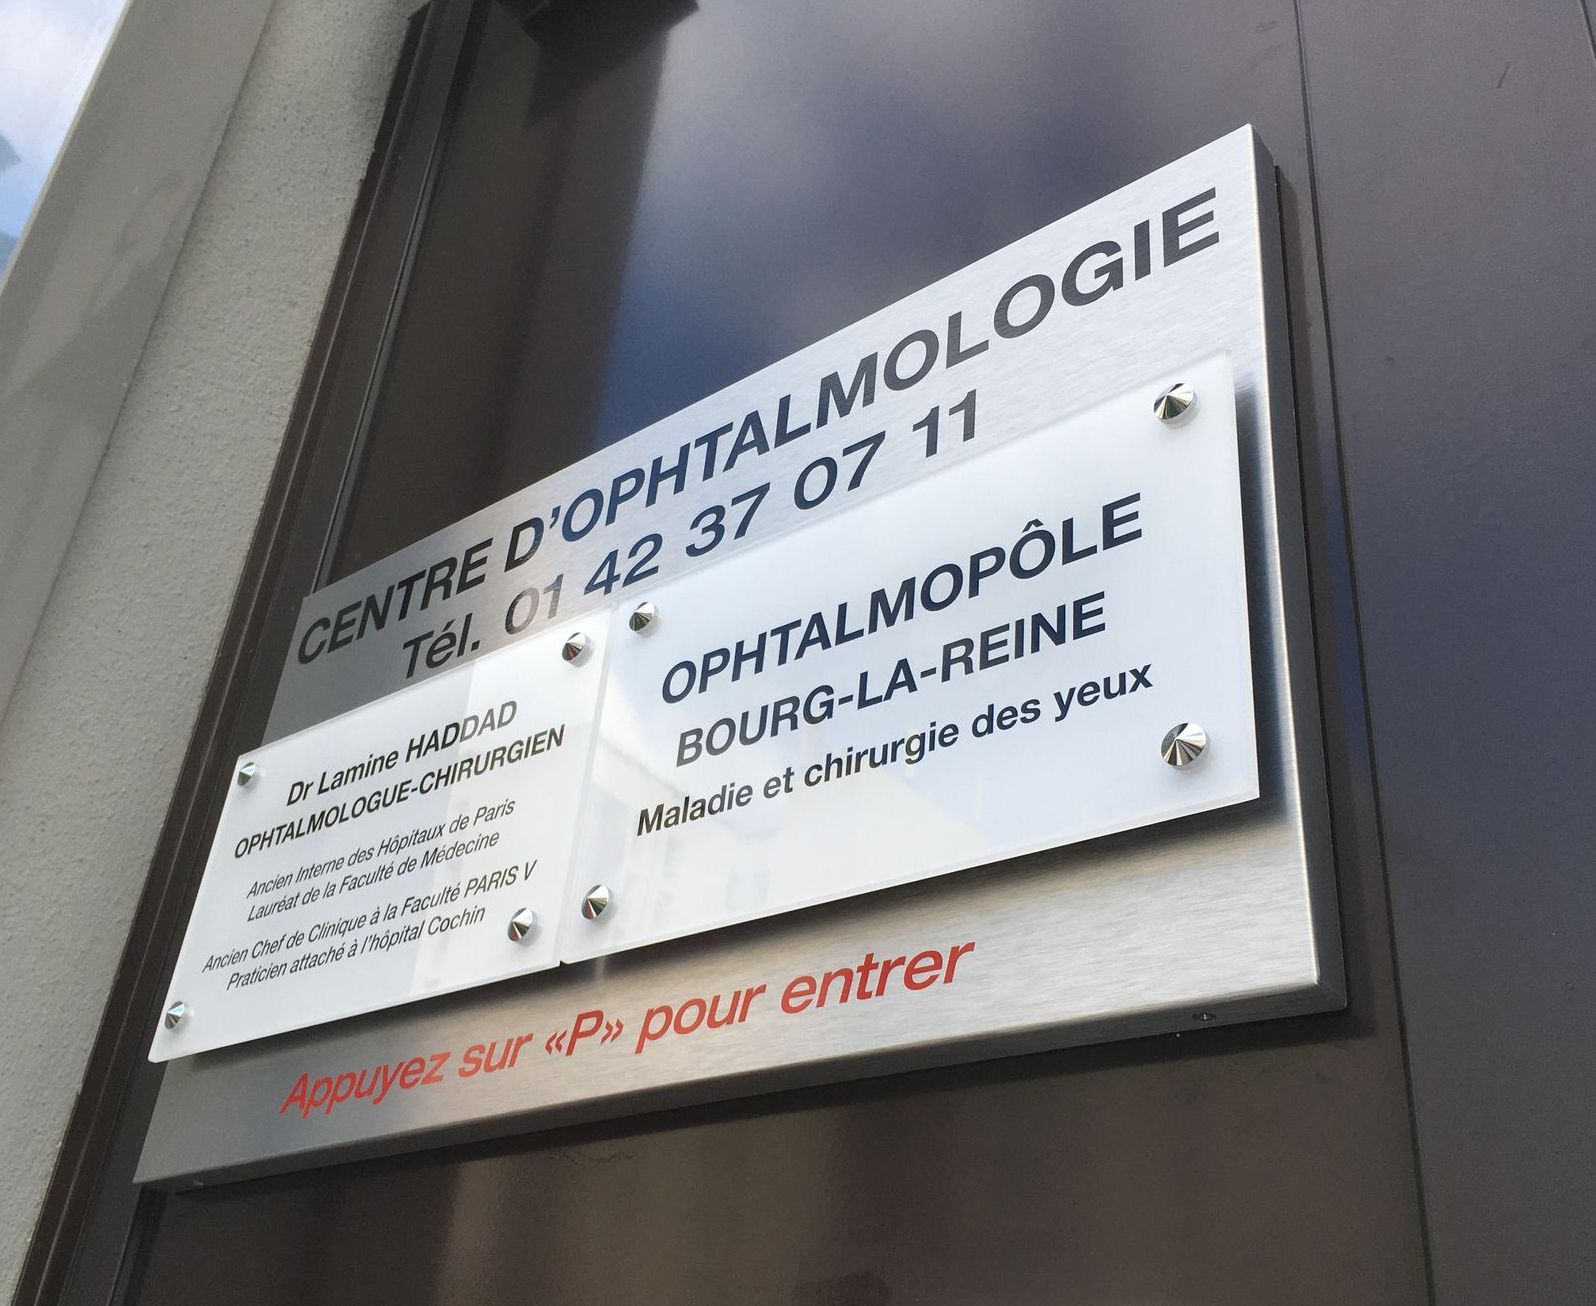 CENTRE D'OPHTALMOLOGIE
Tél. 01 42 37 07 11
Dr Lamine HADDAD
OPHTALMOLOGUE-CHIRURGIEN
Ancien Interne des Hôpitaux de Paris
Lauréat de la Faculté de Médecine
Ancien Chef de Clinique à la Faculté PARIS V
Praticien attaché à l'hôpital Cochin
OPHTALMOPÔLE
BOURG-LA-REINE
Maladie et chirurgie des yeux
Appuyez sur «P» pour entrer